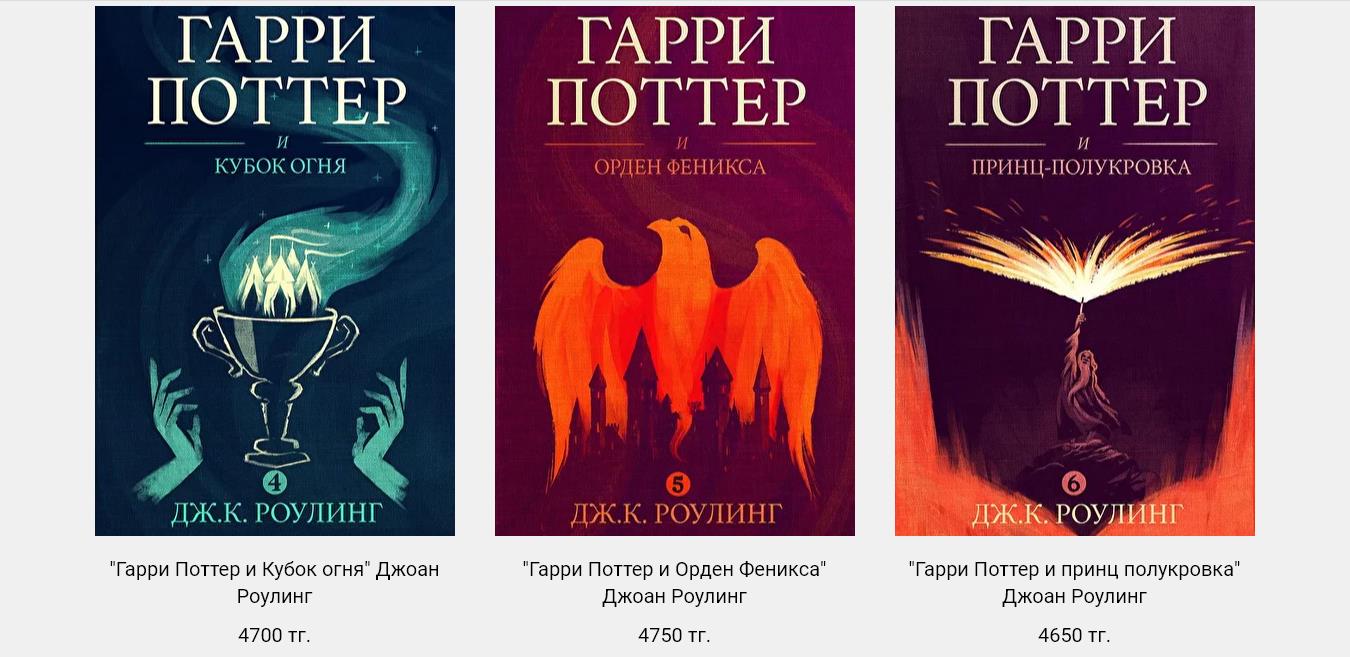 ГАРРИ
ПОТТЕР
И
КУБОК ОГНЯ
4
ДЖ.К. РОУЛИНГ
"Гарри Поттер и Кубок огня" Джоан
Роулинг
4700 тг.
ГАРРИ
ПОТТЕР
И
ОРДЕН ФЕНИКСА
5
ДЖ.К. РОУЛИНГ
"Гарри Поттер и Орден Феникса"
Джоан Роулинг
4750 тг.
ГАРРИ
ПОТТЕР
И
ПРИНЦ-ПОЛУКРОВКА
6
ДЖ.К. РОУЛИНГ
"Гарри Поттер и принц полукровка"
Джоан Роулинг
4650 тг.